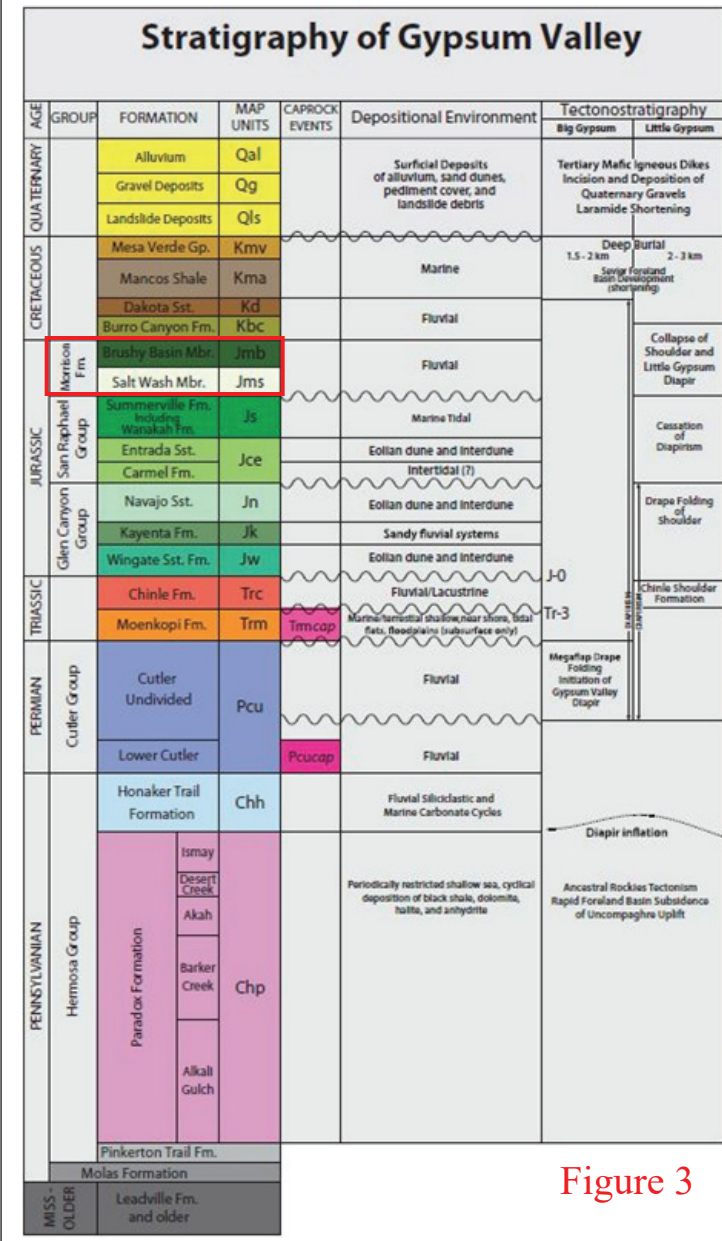 Stratigraphy of Gypsum Valley
AGE
GROUP
FORMATION
MAP
UNITS
CAPROCK
EVENTS
Depositional Environment
Tectonostratigraphy
Big Gypsum
Little Gypsum
QUATERNARY
Alluvium
Qal
Gravel Deposits
Qg
Landslide Deposits
Qls
Surficial Deposits
of alluvium, sand dunes,
pediment cover, and
landslide debris
Tertiary Mafic Igneous Dikes
Incision and Deposition of
Quaternary Gravels
Laramide Shortening
CRETACEOUS
Mesa Verde Gp.
Kmv
Mancos Shale
Kma
Marine
Deep Burial
1.5 - 2 km
2 - 3 km
Sevier Foreland
Basin Development
(shortening)
Dakota Sst.
Kd
Burro Canyon Fm.
Kbc
Fluvial
JURASSIC
Morrison
Fm.
Brushy Basin Mbr.
Jmb
Salt Wash Mbr.
Jms
Fluvial
Collapse of
Shoulder and
Little Gypsum
Diapir
San Raphael
Group
Summerville Fm.
Including
Wanakah Fm.
Js
Marine Tidal
Entrada Sst.
Jce
Eolian dune and Interdune
Carmel Fm.
Intertidal (?)
Cessation
of
Diapirism
Glen Canyon
Group
Navajo Sst.
Jn
Eolian dune and Interdune
Kayenta Fm.
Jk
Sandy fluvial systems
Wingate Sst. Fm.
Jw
Eolian dune and Interdune
Drape Folding
of
Shoulder
J-0
TRIASSIC
Chinle Fm.
Trc
Fluvial/Lacustrine
Chinle Shoulder
Formation
Tr-3
Moenkopi Fm.
Trm
Trmcap
Marine/terrestial shallow,near shore, tidal
flats, floodplains (subsurface only)
DIAPIRISM
DIAPIRISM
PERMIAN
Cutler Group
Cutler
Undivided
Pcu
Fluvial
Megaflap Drape
Folding
Initiation of
Gypsum Valley
Diapir
Lower Cutler
Pcucap
Fluvial
PENNSYLVANIAN
Hermosa Group
Honaker Trail
Formation
Chh
Fluvial Siliciclastic and
Marine Carbonate Cycles
Diapir inflation
Paradox Formation
Ismay
Desert
Creek
Akah
Barker
Creek
Alkali
Gulch
Chp
Periodically restricted shallow sea, cyclical
deposition of black shale, dolomite,
halite, and anhydrite
Ancestral Rockies Tectonism
Rapid Foreland Basin Subsidence
of Uncompaghre Uplift
Pinkerton Trail Fm.
Molas Formation
MISS -
OLDER
Leadville Fm.
and older
Figure 3